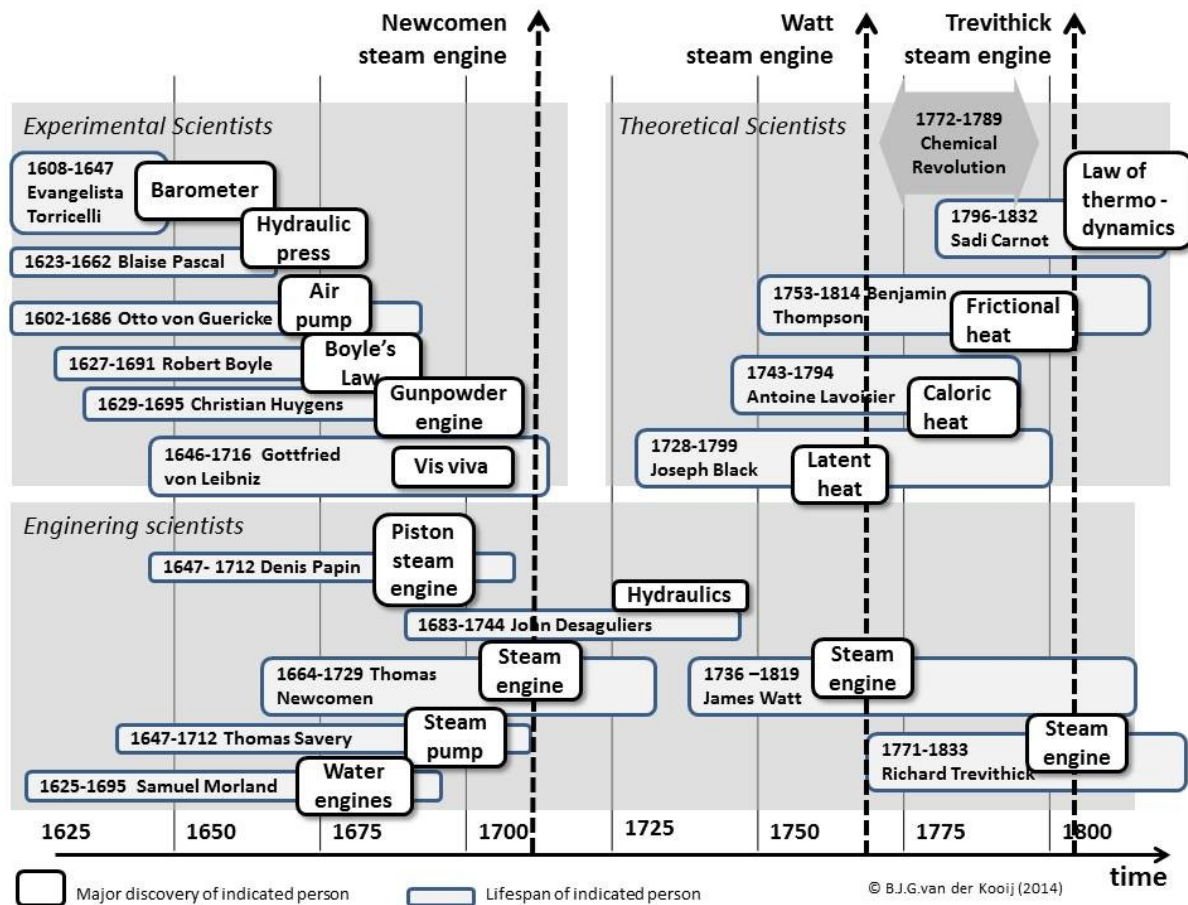 Newcomen
steam engine
Watt
steam engine
Trevithick
steam engine
Experimental Scientists
1608-1647
Evangelista
Torricelli
Barometer
Hydraulic
press
1623-1662 Blaise Pascal
Air
pump
1602-1686 Otto von Guericke
Boyle's
Law
1627-1691 Robert Boyle
Gunpowder
engine
1629-1695 Christian Huygens
1646-1716 Gottfried
von Leibniz
Vis viva
Theoretical Scientists
1772-1789
Chemical
Revolution
Law of
thermo -
dynamics
1796-1832
Sadi Carnot
1753-1814 Benjamin
Thompson
Frictional
heat
1743-
1794
Antoine Lavoisier
Caloric
heat
1728-1799
Joseph Black
Latent
heat
Enginering scientists
Piston
steam
engine
1647- 1712 Denis Papin
Hydraulics
1683-1744 John Desaguliers
1664-1729 Thomas
Newcomen
Steam
engine
1736 –1819
James Watt
Steam
engine
1647-1712 Thomas Savery
Steam
pump
1771-1833
Richard Trevithick
Steam
engine
1625-1695 Samuel Morland
Water
engines
1625 1650 1675 1700 1725 1750 1775 1800
time
Major discovery of indicated person
Lifespan of indicated person
© B.J.G.van der Kooij (2014)